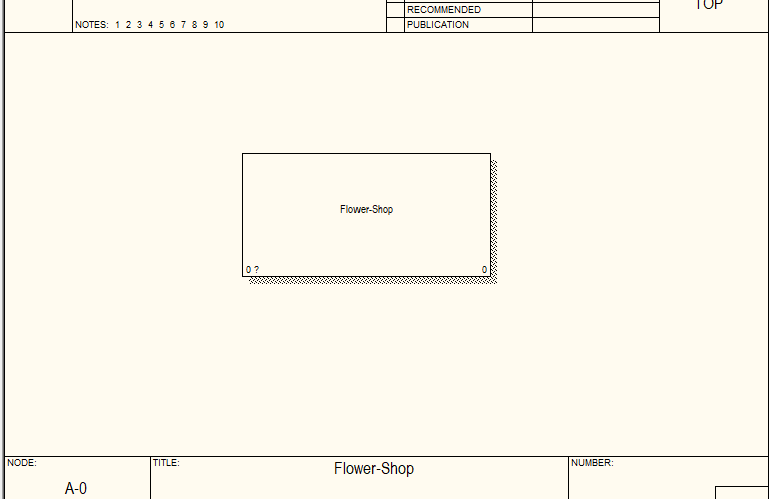 RECOMMENDED
TOP
NOTES: 1 2 3 4 5 6 7 8 9 10
PUBLICATION
Flower-Shop
0 ?
0
NODE:
TITLE:
NUMBER:
A-0
Flower-Shop